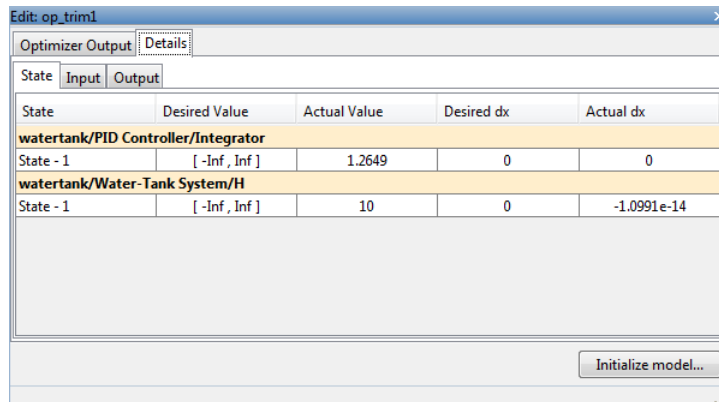 Edit: op_trim1
Optimizer Output Details
State Input Output
State Desired Value Actual Value Desired dx Actual dx
watertank/PID Controller/Integrator
State - 1 [ -Inf , Inf ] 1.2649 0 0
watertank/Water-Tank System/H
State - 1 [ -Inf , Inf ] 10 0 -1.0991e-14
Initialize model...